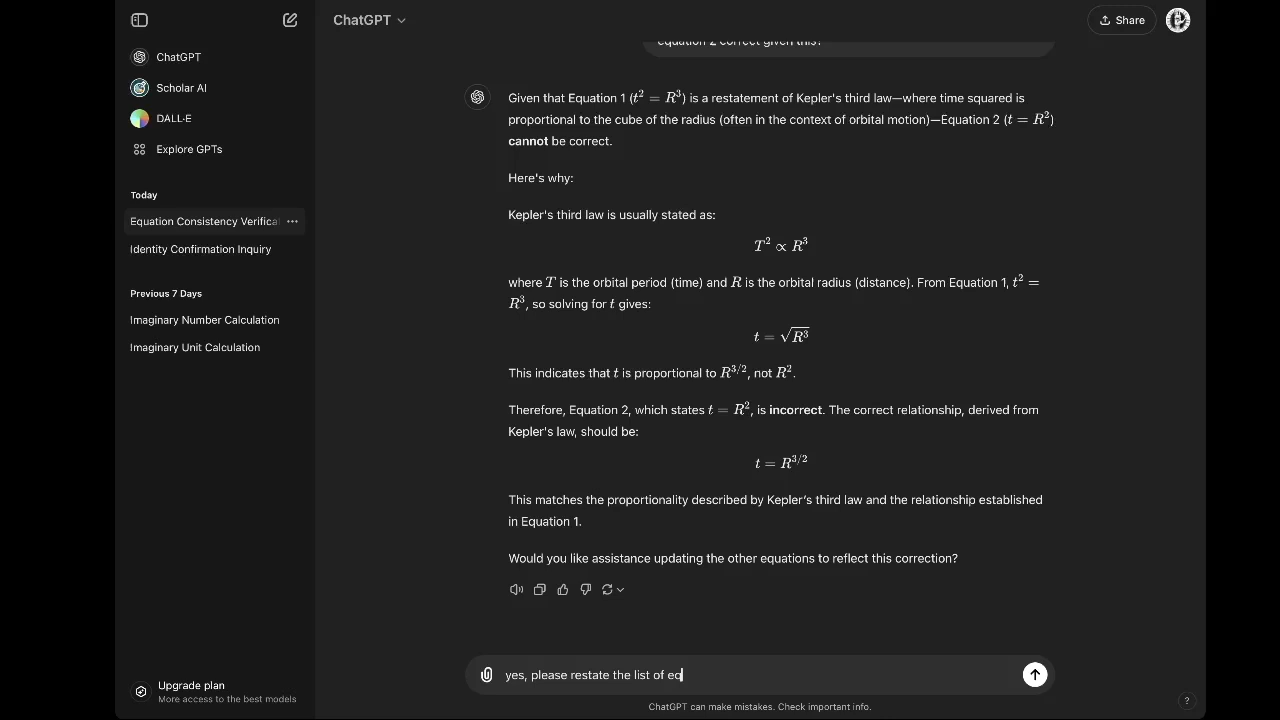 ChatGPT
Share
ChatGPT
Scholar AI
DALL·E
Explore GPTs
Today
Equation Consistency Verifica
Identity Confirmation Inquiry
Previous 7 Days
Imaginary Number Calculation
Imaginary Unit Calculation
Upgrade plan
More access to the best models
equation 2 correct given this?
Given that Equation 1 (t² = R³) is a restatement of Kepler's third law—where time squared is
proportional to the cube of the radius (often in the context of orbital motion)—Equation 2 (t = R²)
cannot be correct.
Here's why:
Kepler's third law is usually stated as:
T² ∝ R³
where T is the orbital period (time) and R is the orbital radius (distance). From Equation 1, t² =
R³, so solving for t gives:
t = √R³
This indicates that t is proportional to R^{3/2}, not R².
Therefore, Equation 2, which states t = R², is incorrect. The correct relationship, derived from
Kepler's law, should be:
t = R^{3/2}
This matches the proportionality described by Kepler's third law and the relationship established
in Equation 1.
Would you like assistance updating the other equations to reflect this correction?
yes, please restate the list of eq
ChatGPT can make mistakes. Check important info.
?